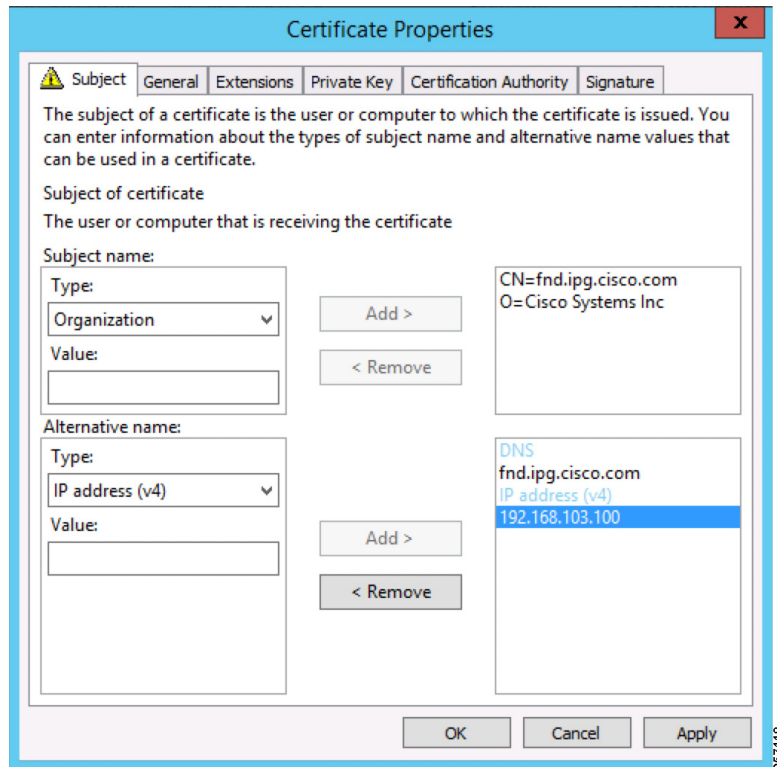 Certificate Properties
x
Subject
General
Extensions
Private Key
Certification Authority
Signature
The subject of a certificate is the user or computer to which the certificate is issued. You
can enter information about the types of subject name and alternative name values that
can be used in a certificate.
Subject of certificate
The user or computer that is receiving the certificate
Subject name:
Type:
Organization
Value:
Add >
< Remove
CN=fnd.ipg.cisco.com
O=Cisco Systems Inc
Alternative name:
Type:
IP address (v4)
Value:
Add >
< Remove
DNS
fnd.ipg.cisco.com
IP address (v4)
192.168.103.100
OK
Cancel
Apply